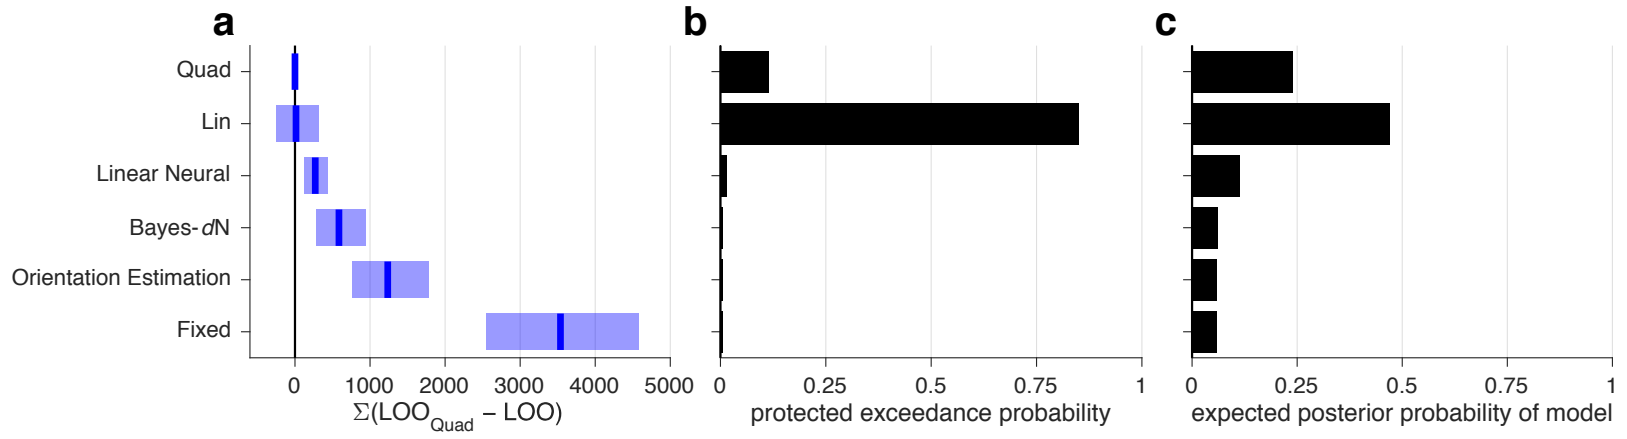 a
b
c
Quad
Lin
Linear Neural
Bayes-dN
Orientation Estimation
Fixed
0 1000 2000 3000 4000 5000
Σ(LOO_Quad – LOO)
0 0.25 0.5 0.75 1
protected exceedance probability
0 0.25 0.5 0.75 1
expected posterior probability of model